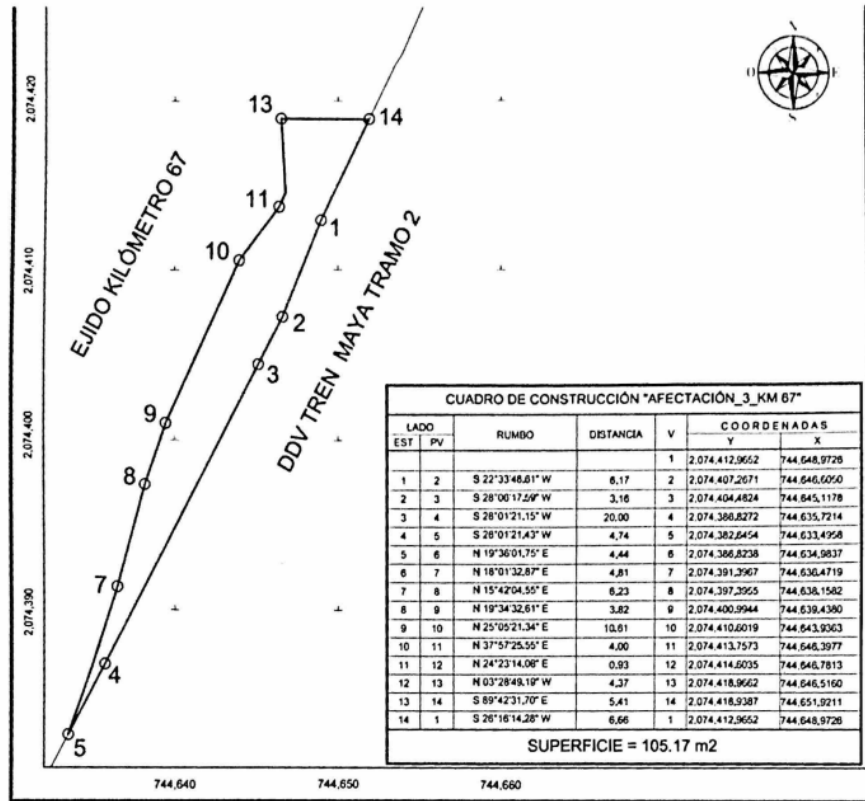 N
O
E
S
2,074,420
2,074,410
2,074,400
2,074,390
13
14
11
1
10
2
3
9
8
7
4
5
EJIDO KILÓMETRO 67
DDV TREN MAYA TRAMO 2
744,640
744,650
744,660
CUADRO DE CONSTRUCCIÓN "AFECTACIÓN_3_KM 67"
LADO RUMBO DISTANCIA V COORDENADAS
EST PV Y X
1 2,074,412.9652 744,648.9726
1 2 S 22°33'48.61" W 6.17 2 2,074,407.2671 744,646.6050
2 3 S 28°00'17.59" W 3.16 3 2,074,404.4824 744,645.1178
3 4 S 28°01'21.15" W 20.00 4 2,074,386.8272 744,635.7214
4 5 S 28°01'21.43" W 4.74 5 2,074,382.6454 744,633.4958
5 6 N 19°36'01.75" E 4.44 6 2,074,386.8238 744,634.9837
6 7 N 18°01'32.87" E 4.81 7 2,074,391.3967 744,636.4719
7 8 N 15°42'04.55" E 6.23 8 2,074,397.3955 744,638.1582
8 9 N 19°34'32.61" E 3.82 9 2,074,400.9944 744,639.4380
9 10 N 25°05'21.34" E 10.61 10 2,074,410.6019 744,643.9363
10 11 N 37°57'25.55" E 4.00 11 2,074,413.7573 744,646.3977
11 12 N 24°23'14.08" E 0.93 12 2,074,414.6035 744,646.7813
12 13 N 03°28'49.19" W 4.37 13 2,074,418.9662 744,646.5160
13 14 S 89°42'31.70" E 5.41 14 2,074,418.9387 744,651.9211
14 1 S 26°16'14.28" W 6.66 1 2,074,412.9652 744,648.9726
SUPERFICIE = 105.17 m2